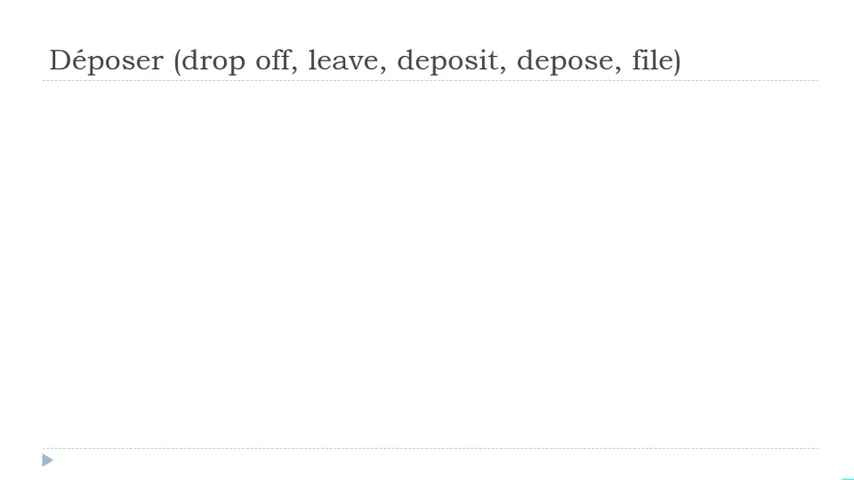 Déposer (drop off, leave, deposit, depose, file)